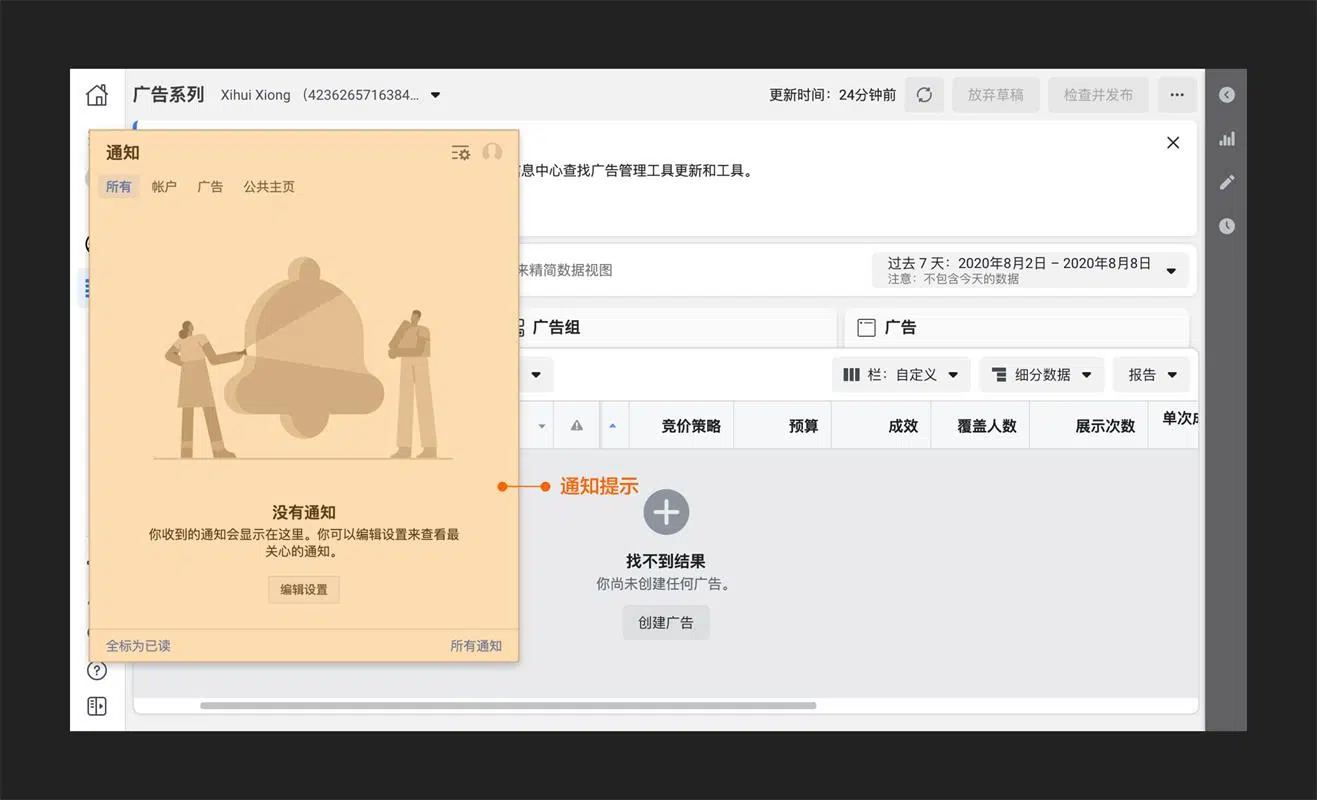 广告系列 Xihui Xiong （4236265716384...
更新时间：24分钟前
放弃草稿
检查并发布
通知
所有 帐户 广告 公共主页
没有通知
你收到的通知会显示在这里。你可以编辑设置来查看最
关心的通知。
编辑设置
全标为已读 所有通知
息中心查找广告管理工具更新和工具。
来精简数据视图
过去 7 天：2020年8月2日 – 2020年8月8日
注意：不包含今天的数据
广告组
广告
栏：自定义
细分数据
报告
竞价策略 预算 成效 覆盖人数 展示次数 单次成
通知提示
找不到结果
你尚未创建任何广告。
创建广告